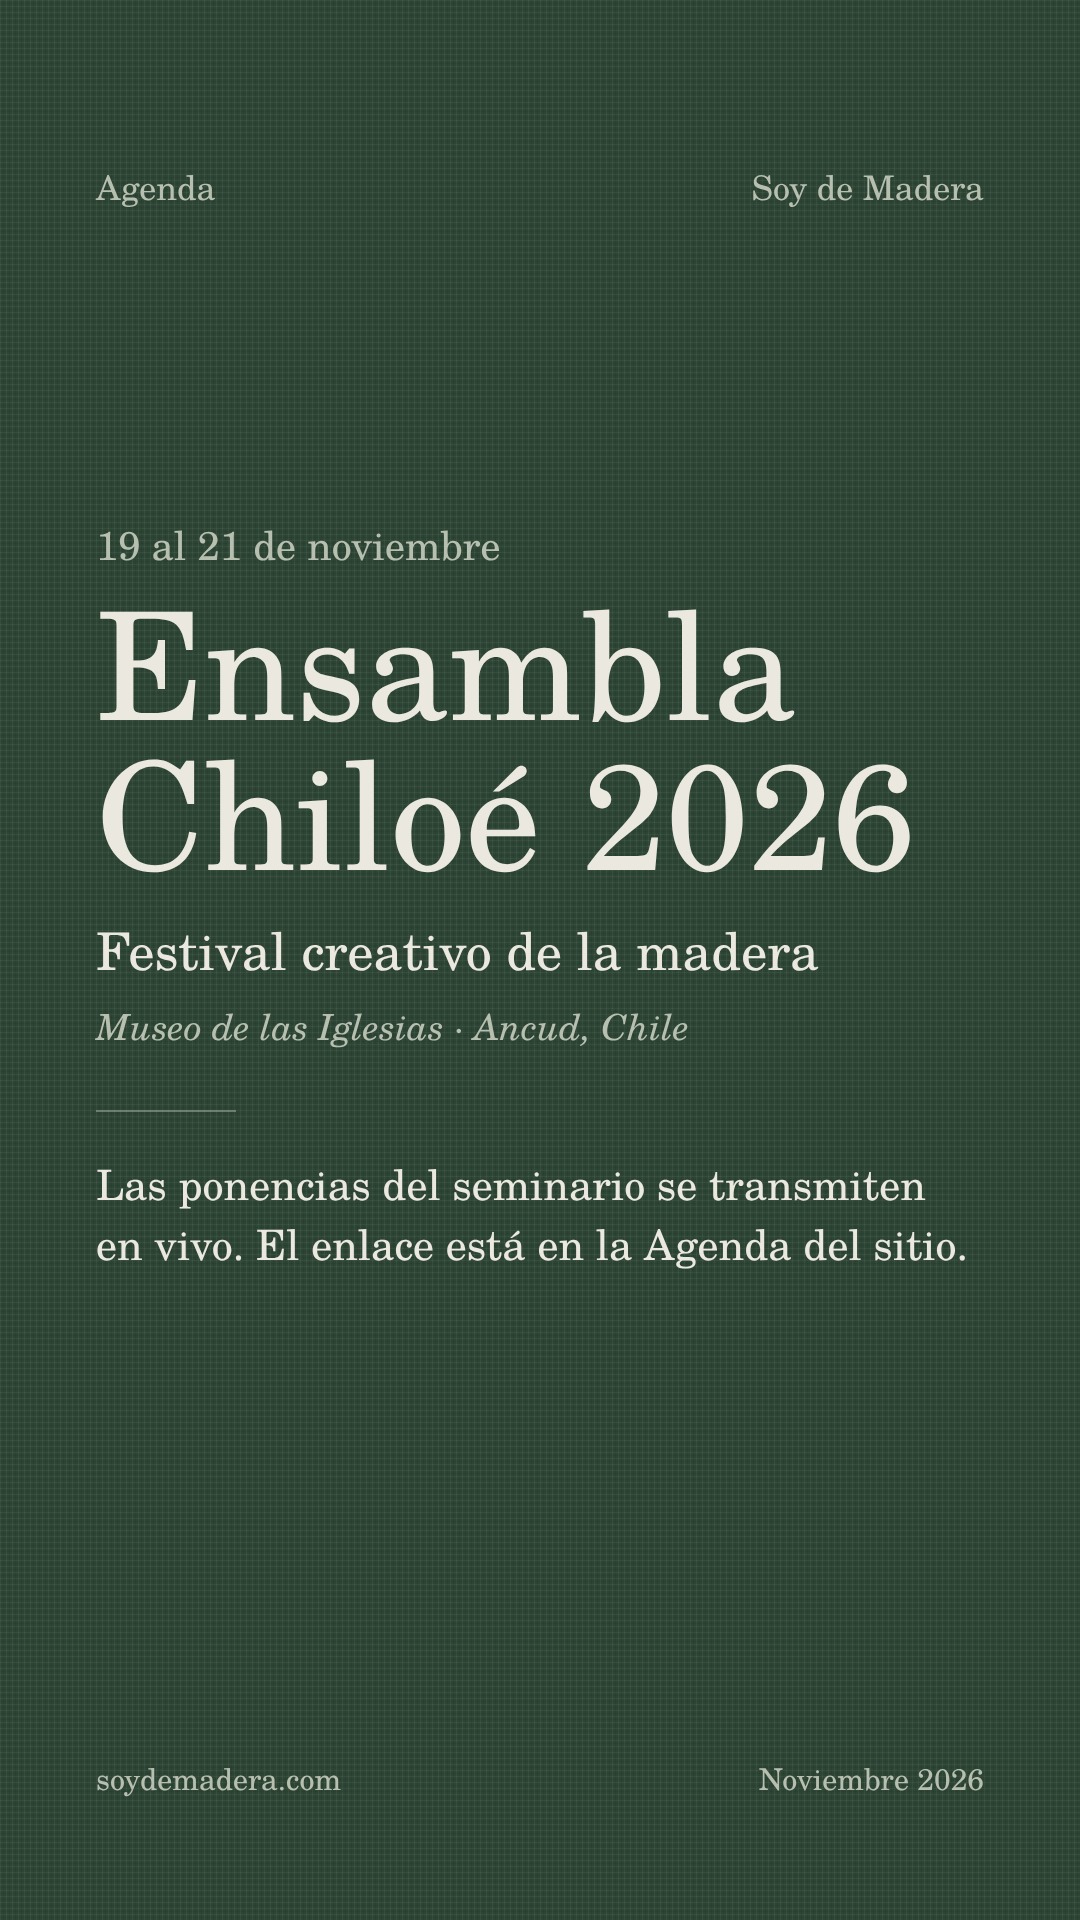 Agenda
Soy de Madera
19 al 21 de noviembre
Ensambla
Chiloé 2026
Festival creativo de la madera
Museo de las Iglesias · Ancud, Chile
Las ponencias del seminario se transmiten
en vivo. El enlace está en la Agenda del sitio.
soydemadera.com
Noviembre 2026